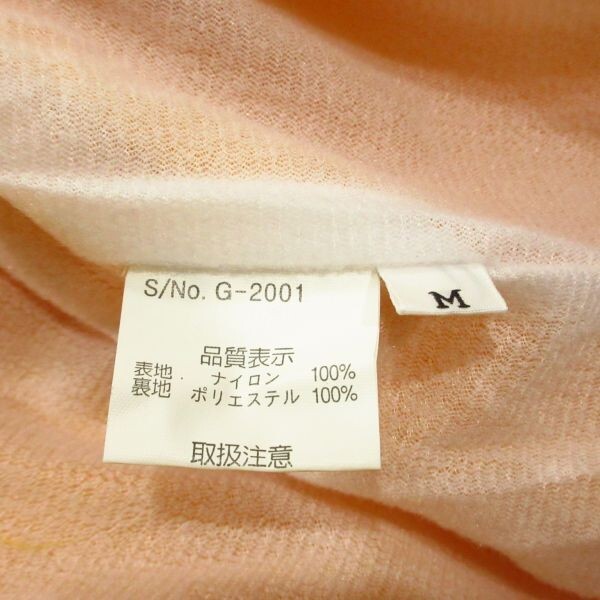 S/No. G-2001
M
品質表示
表地 ナイロン 100%
裏地 ポリエステル 100%
取扱注意